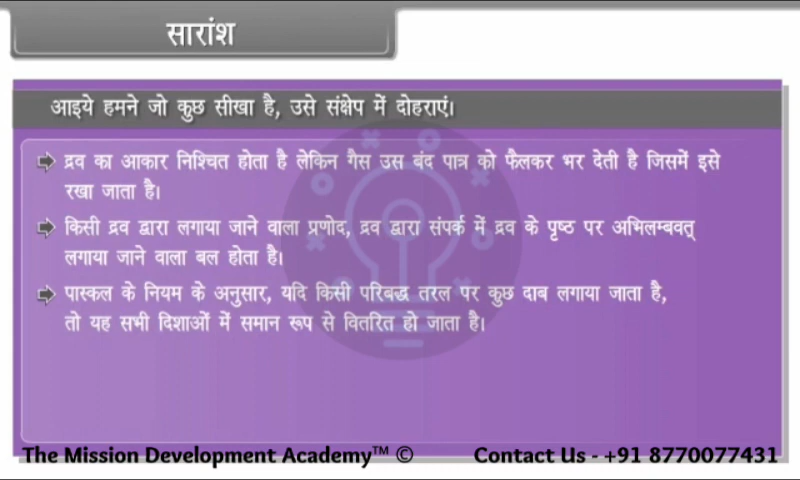 सारांश
आइये हमने जो कुछ सीखा है, उसे संक्षेप में दोहराएं।
द्रव का आकार निश्चित होता है लेकिन गैस उस बंद पात्र को फैलकर भर देती है जिसमें इसे
रखा जाता है।
किसी द्रव द्वारा लगाया जाने वाला प्रणोद, द्रव द्वारा संपर्क में द्रव के पृष्ठ पर अभिलम्बवत्
लगाया जाने वाला बल होता है।
पास्कल के नियम के अनुसार, यदि किसी परिबद्ध तरल पर कुछ दाब लगाया जाता है,
तो यह सभी दिशाओं में समान रूप से वितरित हो जाता है।
The Mission Development Academy™ © Contact Us - +91 8770077431